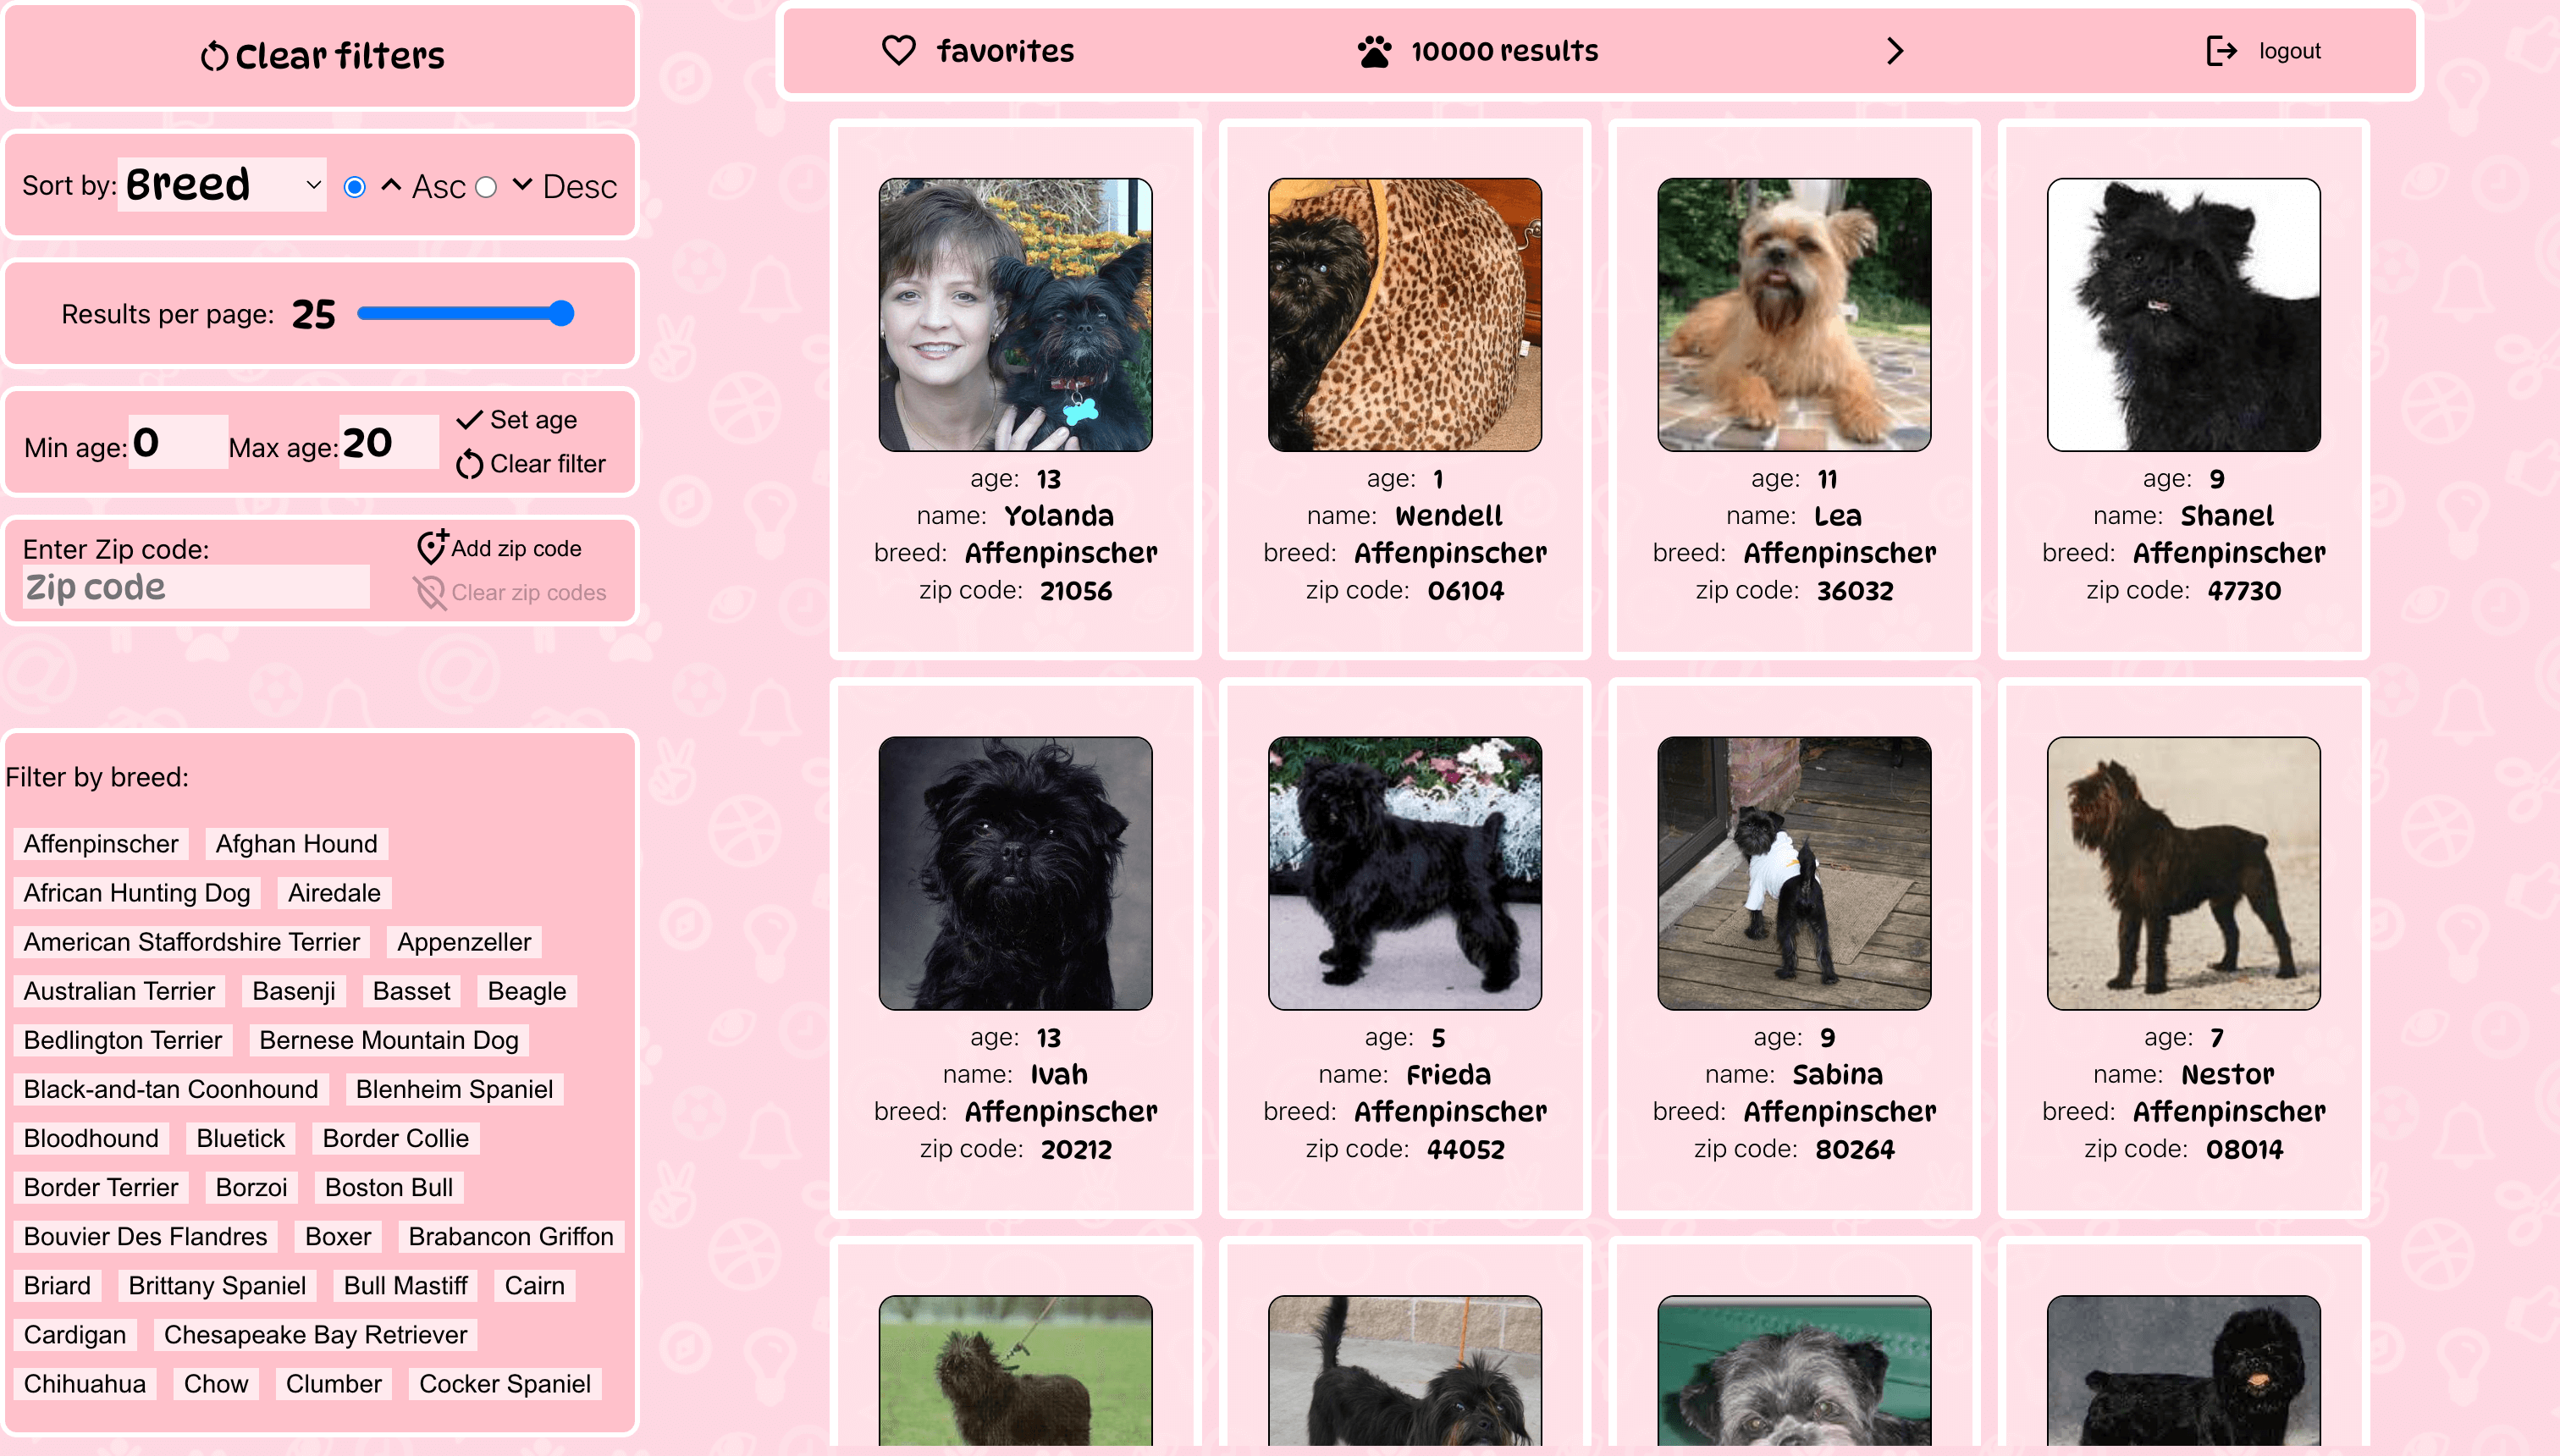 Clear filters
Sort by: Breed Asc Desc
Results per page: 25
Min age: 0 Max age: 20
Set age
Clear filter
Enter Zip code:
Zip code
Add zip code
Clear zip codes
Filter by breed:
Affenpinscher Afghan Hound
African Hunting Dog Airedale
American Staffordshire Terrier Appenzeller
Australian Terrier Basenji Basset Beagle
Bedlington Terrier Bernese Mountain Dog
Black-and-tan Coonhound Blenheim Spaniel
Bloodhound Bluetick Border Collie
Border Terrier Borzoi Boston Bull
Bouvier Des Flandres Boxer Brabancon Griffon
Briard Brittany Spaniel Bull Mastiff Cairn
Cardigan Chesapeake Bay Retriever
Chihuahua Chow Clumber Cocker Spaniel
favorites 10000 results logout
age: 13
name: Yolanda
breed: Affenpinscher
zip code: 21056
age: 1
name: Wendell
breed: Affenpinscher
zip code: 06104
age: 11
name: Lea
breed: Affenpinscher
zip code: 36032
age: 9
name: Shanel
breed: Affenpinscher
zip code: 47730
age: 13
name: Ivah
breed: Affenpinscher
zip code: 20212
age: 5
name: Frieda
breed: Affenpinscher
zip code: 44052
age: 9
name: Sabina
breed: Affenpinscher
zip code: 80264
age: 7
name: Nestor
breed: Affenpinscher
zip code: 08014